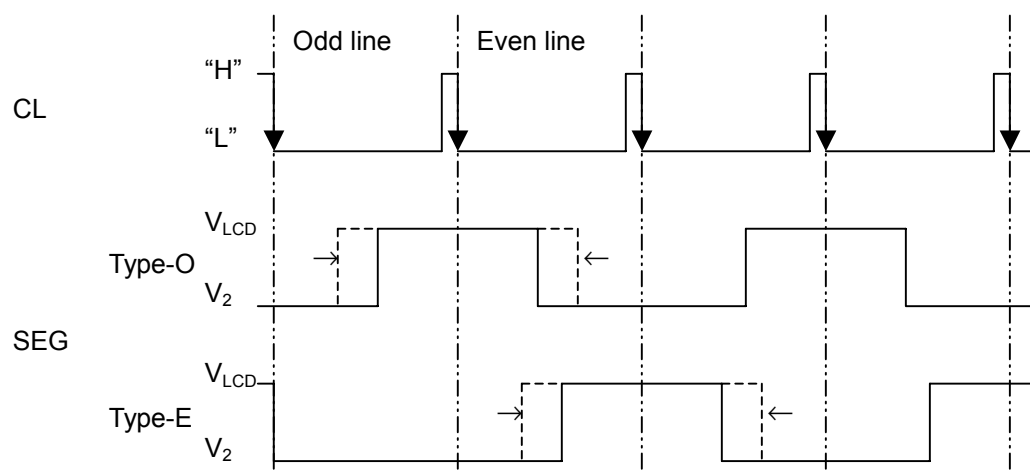 Odd line Even line
“H”
CL
“L”
VLCD
Type-O
V2
SEG
VLCD
Type-E
V2